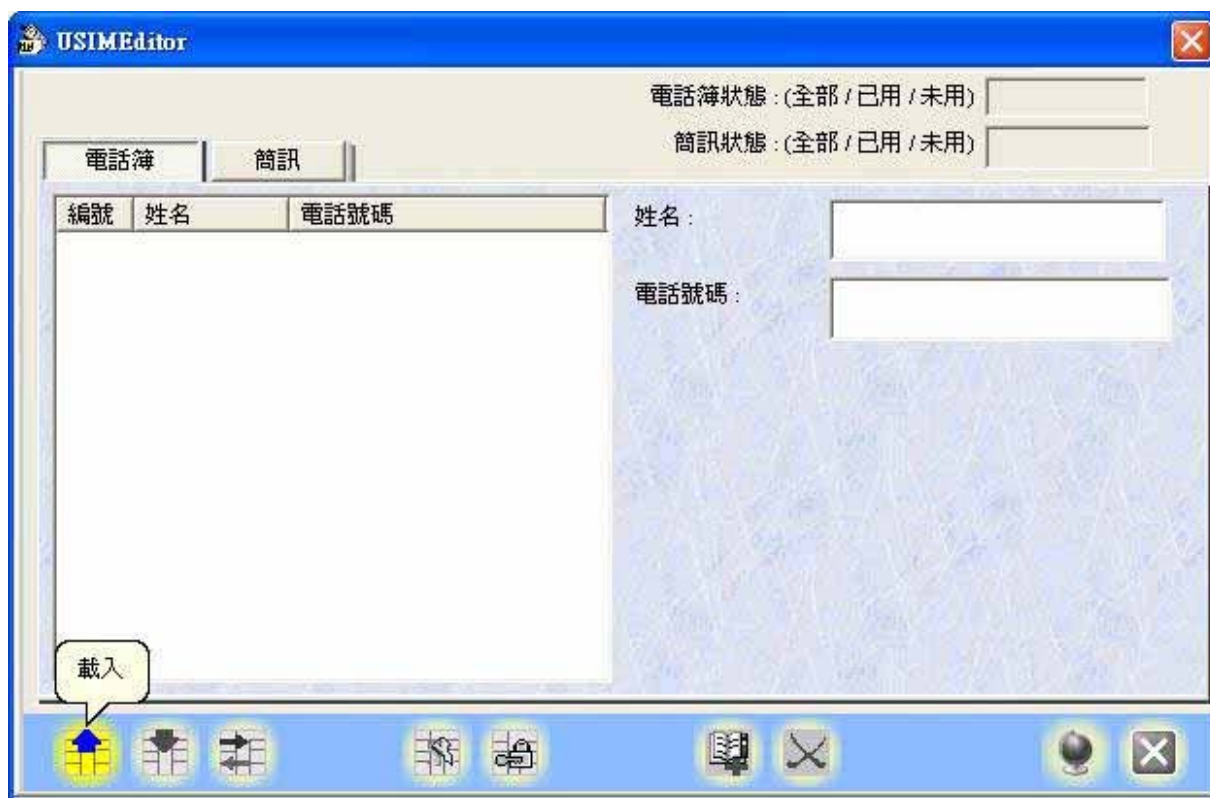 USIMEditor
電話簿狀態 : (全部 / 已用 / 未用)
簡訊狀態 : (全部 / 已用 / 未用)
電話簿 簡訊
編號 姓名 電話號碼
姓名 :
電話號碼 :
載入